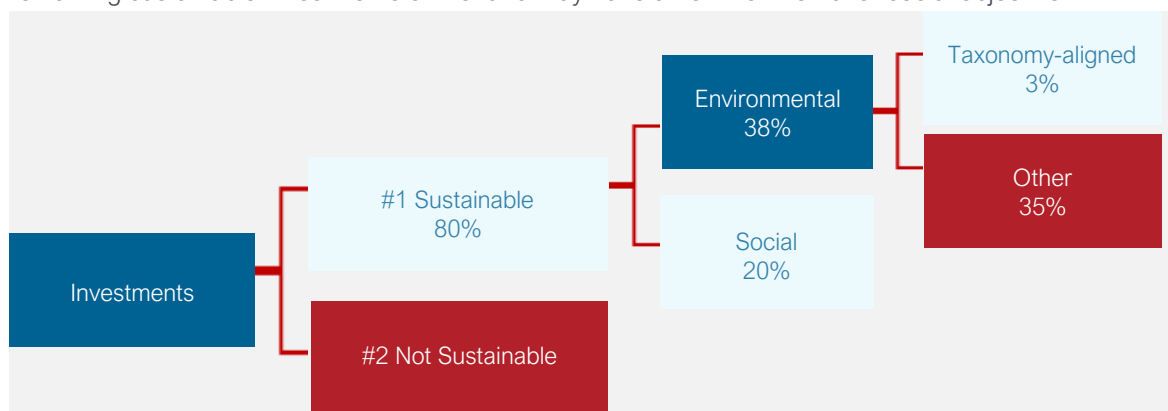 Taxonomy-aligned
3%
Environmental
38%
Other
35%
#1 Sustainable
80%
Social
20%
Investments
#2 Not Sustainable